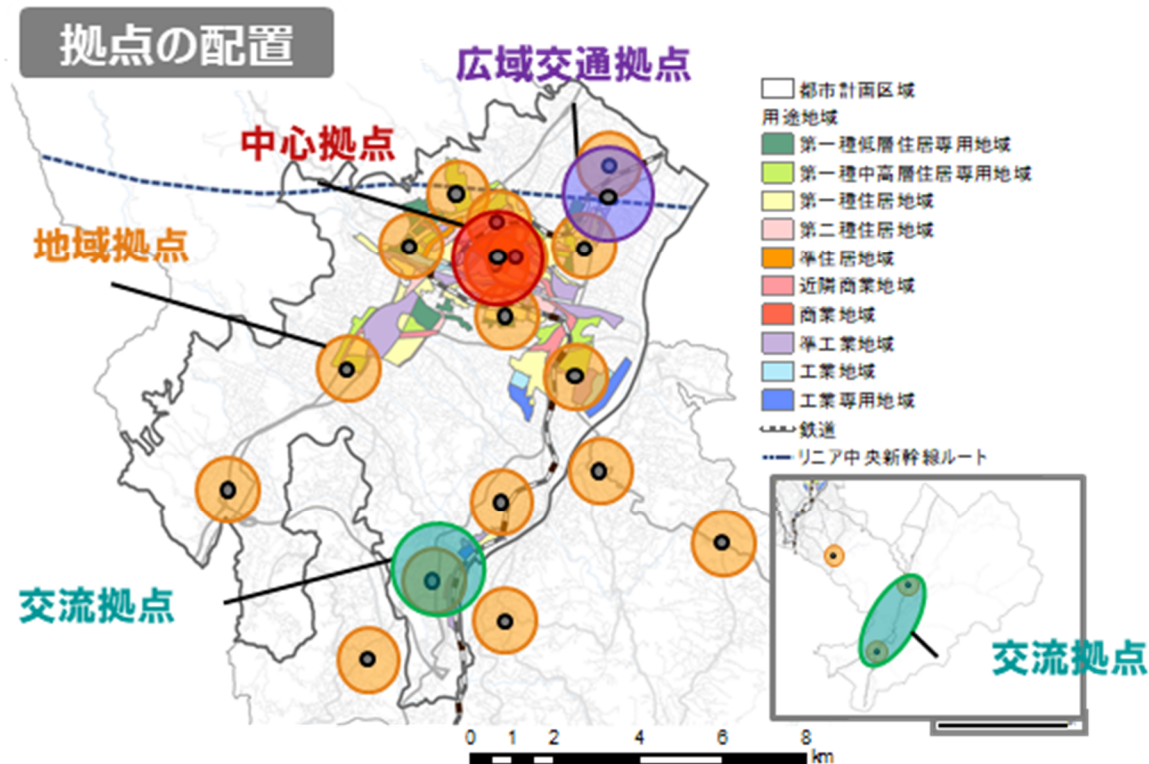 拠点の配置
広域交通拠点
中心拠点
地域拠点
交流拠点
都市計画区域
用途地域
第一種低層住居専用地域
第一種中高層住居専用地域
第一種住居地域
第二種住居地域
準住居地域
近隣商業地域
商業地域
準工業地域
工業地域
工業専用地域
鉄道
リニア中央新幹線ルート
交流拠点
0 1 2 4 6 8
km